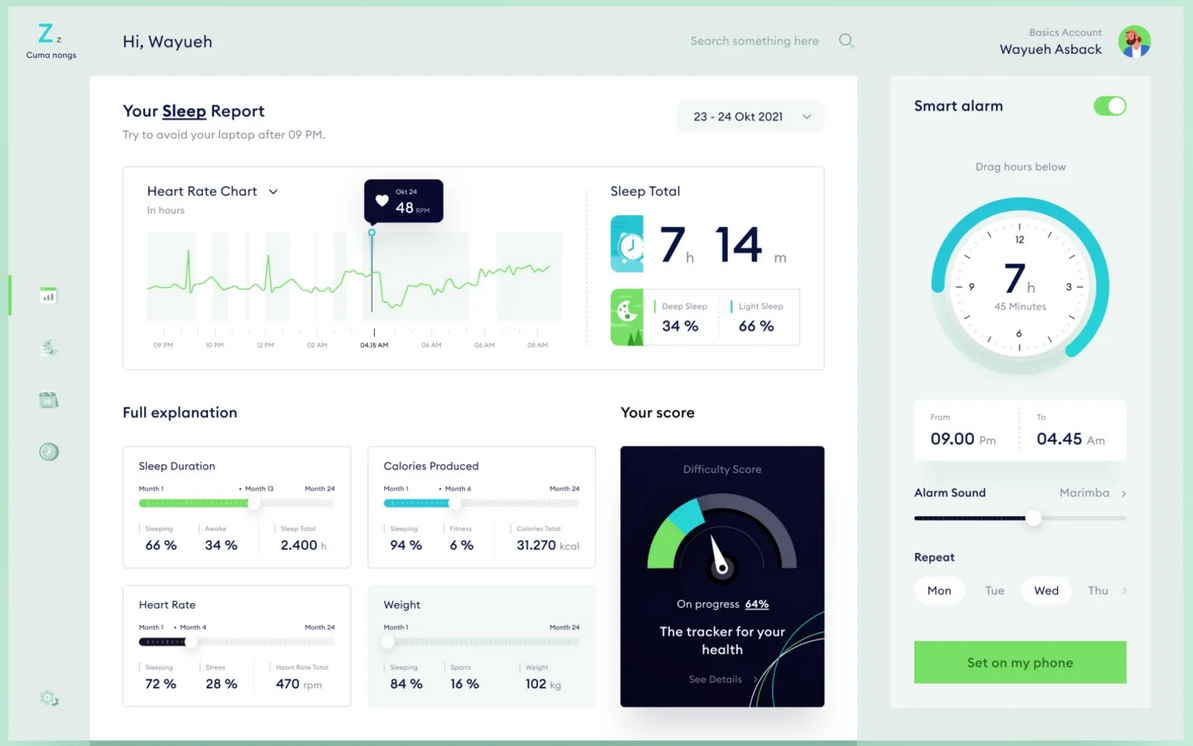 Zz
Cuma nongs
Hi, Wayueh
Search something here
Basics Account
Wayueh Asback
Your Sleep Report
Try to avoid your laptop after 09 PM.
23 - 24 Okt 2021
Heart Rate Chart
In hours
Okt 24
48 RPM
09 PM 10 PM 12 PM 02 AM 04.15 AM 06 AM 06 AM 08 AM
Sleep Total
7 h 14 m
Deep Sleep Light Sleep
34 % 66 %
Full explanation
Sleep Duration
Month 1 • Month 13 Month 24
Sleeping Awake Sleep Total
66 % 34 % 2.400 h
Calories Produced
Month 1 • Month 6 Month 24
Sleeping Fitness Calories Total
94 % 6 % 31.270 kcal
Heart Rate
Month 1 • Month 4 Month 24
Sleeping Strees Heart Rate Total
72 % 28 % 470 rpm
Weight
Month 1 Month 24
Sleeping Sports Weight
84 % 16 % 102 kg
Your score
Difficulty Score
On progress 64%
The tracker for your
health
See Details
Smart alarm
Drag hours below
12
9 3
6
7 h
45 Minutes
From To
09.00 Pm 04.45 Am
Alarm Sound Marimba
Repeat
Mon Tue Wed Thu
Set on my phone